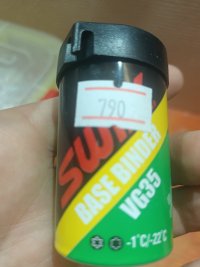 790
SWIX
BASE BINDER
VG35
-1°C/-22°C